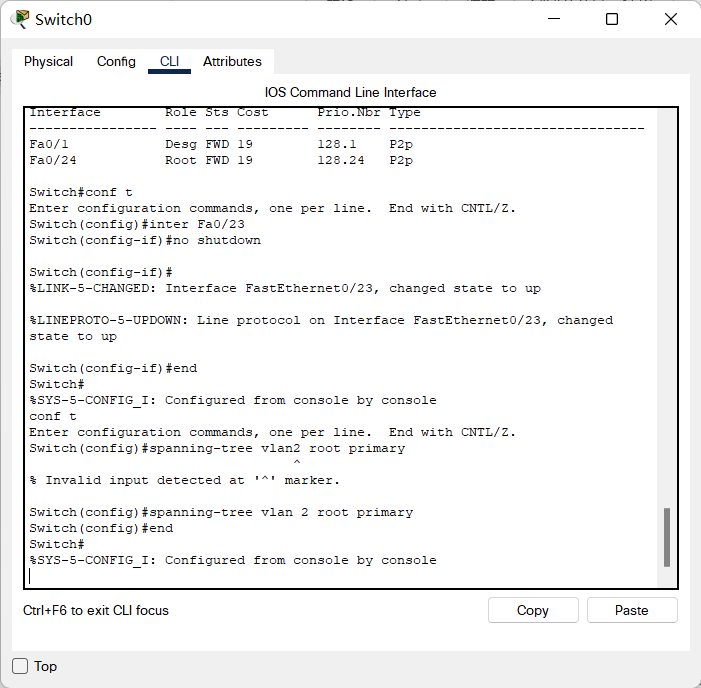 Switch0
Physical Config CLI Attributes
IOS Command Line Interface
Interface Role Sts Cost Prio.Nbr Type
---------------- ---- --- --------- -------- --------------------------------
Fa0/1 Desg FWD 19 128.1 P2p
Fa0/24 Root FWD 19 128.24 P2p
Switch#conf t
Enter configuration commands, one per line. End with CNTL/Z.
Switch(config)#inter Fa0/23
Switch(config-if)#no shutdown
Switch(config-if)#
%LINK-5-CHANGED: Interface FastEthernet0/23, changed state to up
%LINEPROTO-5-UPDOWN: Line protocol on Interface FastEthernet0/23, changed
state to up
Switch(config-if)#end
Switch#
%SYS-5-CONFIG_I: Configured from console by console
conf t
Enter configuration commands, one per line. End with CNTL/Z.
Switch(config)#spanning-tree vlan2 root primary
^
% Invalid input detected at '^' marker.
Switch(config)#spanning-tree vlan 2 root primary
Switch(config)#end
Switch#
%SYS-5-CONFIG_I: Configured from console by console
Ctrl+F6 to exit CLI focus
Copy Paste
Top